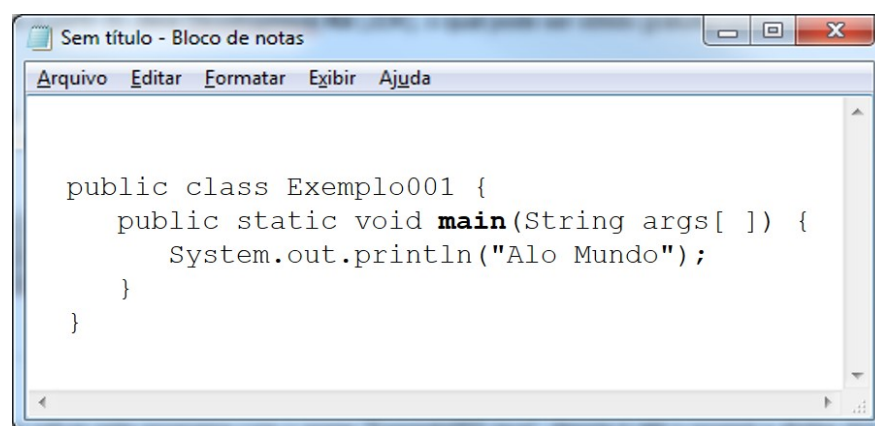 Sem título - Bloco de notas
Arquivo Editar Formatar Exibir Ajuda
public class Exemplo001 {
public static void main(String args[ ]) {
System.out.println("Alo Mundo");
}
}